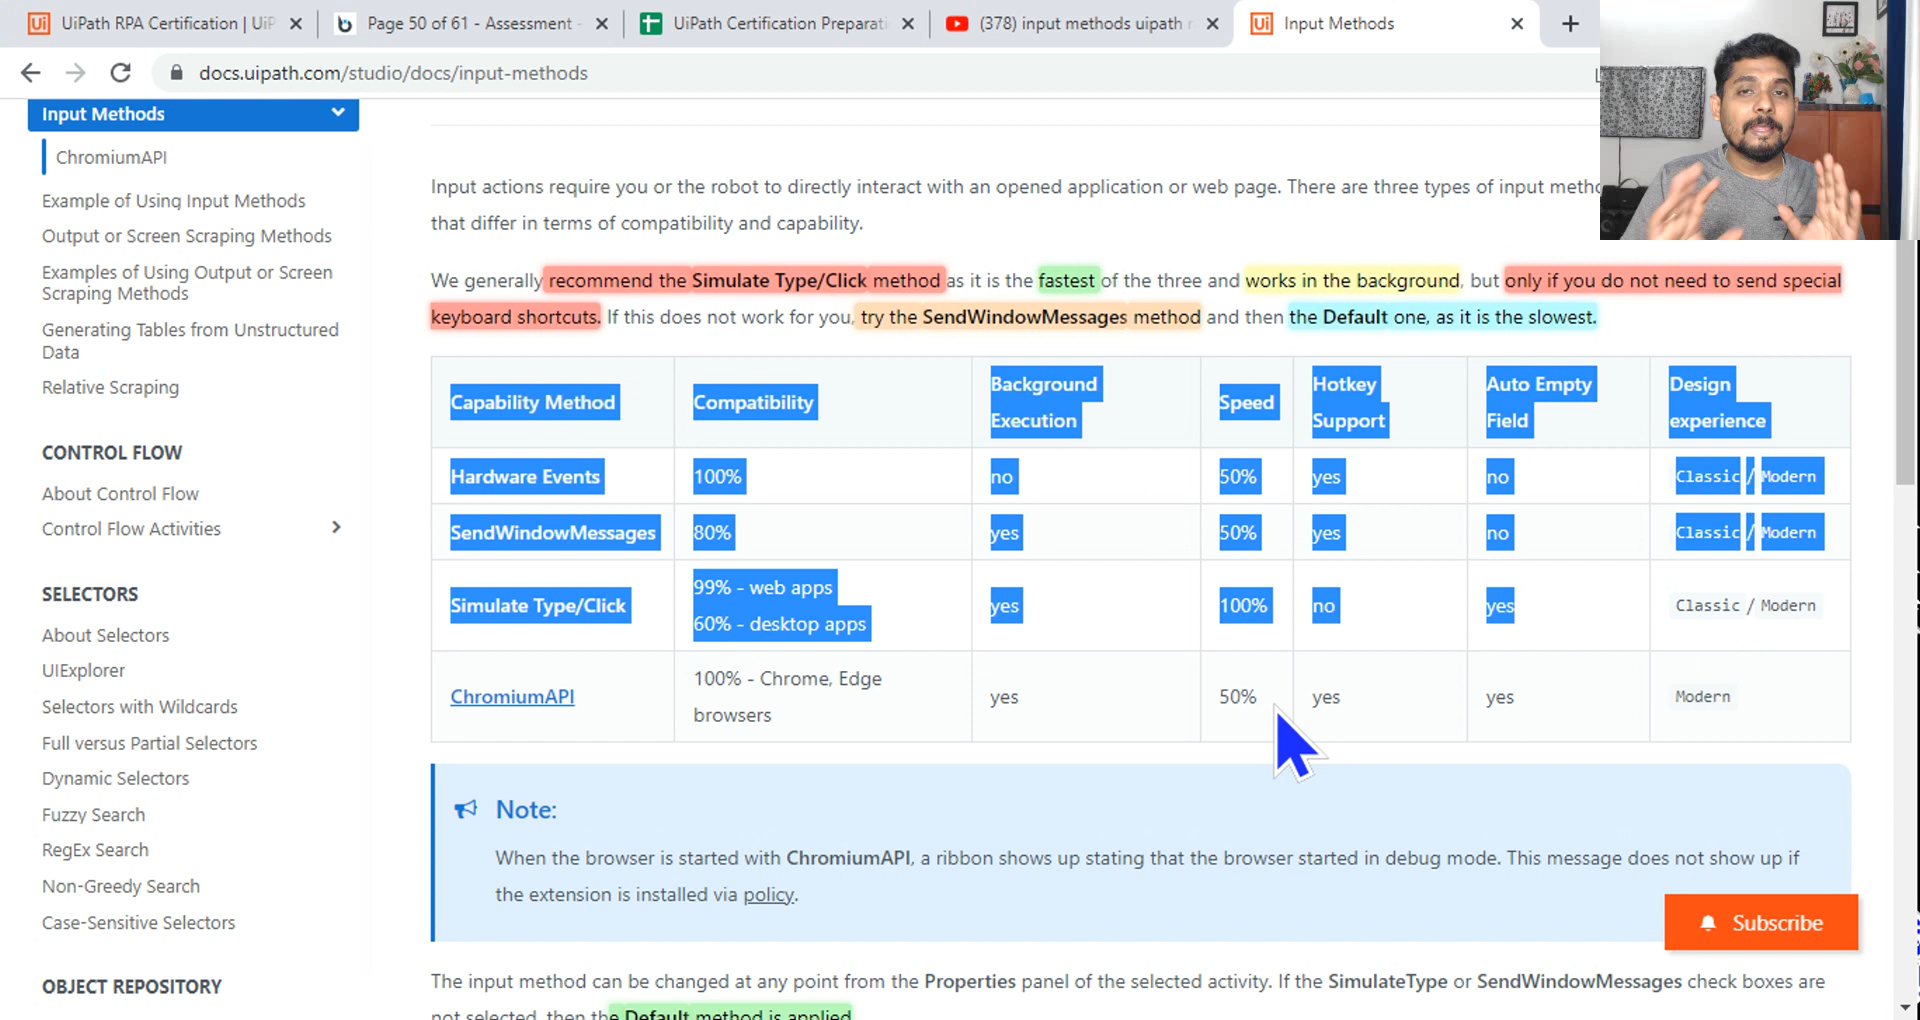 UiPath RPA Certification | UiP
Page 50 of 61 - Assessment -
UiPath Certification Preparati
(378) input methods uipath r
Input Methods
docs.uipath.com/studio/docs/input-methods
Input Methods
ChromiumAPI
Example of Using Input Methods
Output or Screen Scraping Methods
Examples of Using Output or Screen
Scraping Methods
Generating Tables from Unstructured
Data
Relative Scraping
CONTROL FLOW
About Control Flow
Control Flow Activities
SELECTORS
About Selectors
UIExplorer
Selectors with Wildcards
Full versus Partial Selectors
Dynamic Selectors
Fuzzy Search
RegEx Search
Non-Greedy Search
Case-Sensitive Selectors
OBJECT REPOSITORY
Input actions require you or the robot to directly interact with an opened application or web page. There are three types of input metho
that differ in terms of compatibility and capability.
We generally recommend the Simulate Type/Click method as it is the fastest of the three and works in the background, but only if you do not need to send special
keyboard shortcuts. If this does not work for you, try the SendWindowMessages method and then the Default one, as it is the slowest.
Capability Method Compatibility Background Execution Speed Hotkey Support Auto Empty Field Design experience
Hardware Events 100% no 50% yes no Classic / Modern
SendWindowMessages 80% yes 50% yes no Classic / Modern
Simulate Type/Click 99% - web apps 60% - desktop apps yes 100% no yes Classic / Modern
ChromiumAPI 100% - Chrome, Edge browsers yes 50% yes yes Modern
Note:
When the browser is started with ChromiumAPI, a ribbon shows up stating that the browser started in debug mode. This message does not show up if
the extension is installed via policy.
Subscribe
The input method can be changed at any point from the Properties panel of the selected activity. If the SimulateType or SendWindowMessages check boxes are
not selected, then the Default method is applied.